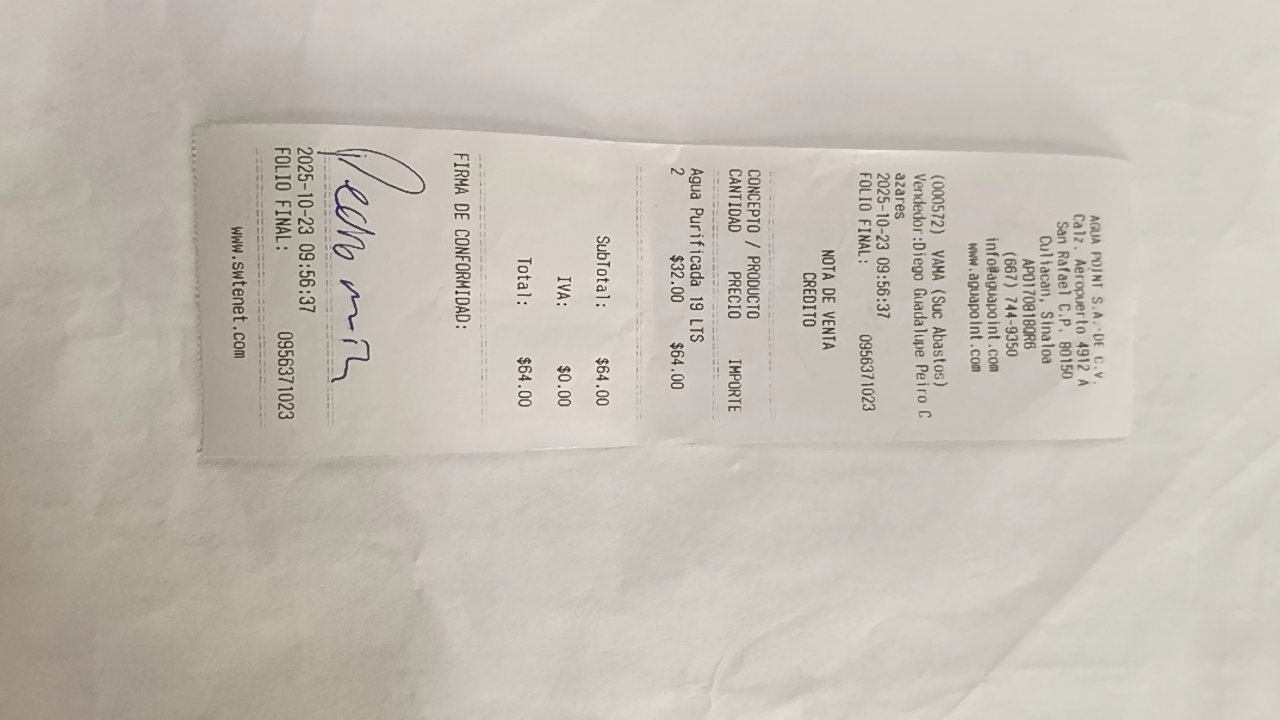 AGUA POINT S.A. DE C.V.
Calz. Aeropuerto 4912 A
San Rafael C.P. 80150
Culiacan, Sinaloa
APO170918QR6
(667) 744-9350
info@aguapoint.com
www.aguapoint.com
(000572) VAMA (Suc Abastos)
Vendedor:Diego Guadalupe Peiro C
azares
2025-10-23 09:56:37
FOLIO FINAL: 0956371023
NOTA DE VENTA
CREDITO
CONCEPTO / PRODUCTO
CANTIDAD PRECIO IMPORTE
Agua Purificada 19 LTS
2 $32.00 $64.00
SubTotal: $64.00
IVA: $0.00
Total: $64.00
FIRMA DE CONFORMIDAD:
2025-10-23 09:56:37
FOLIO FINAL: 0956371023
www.swtenet.com